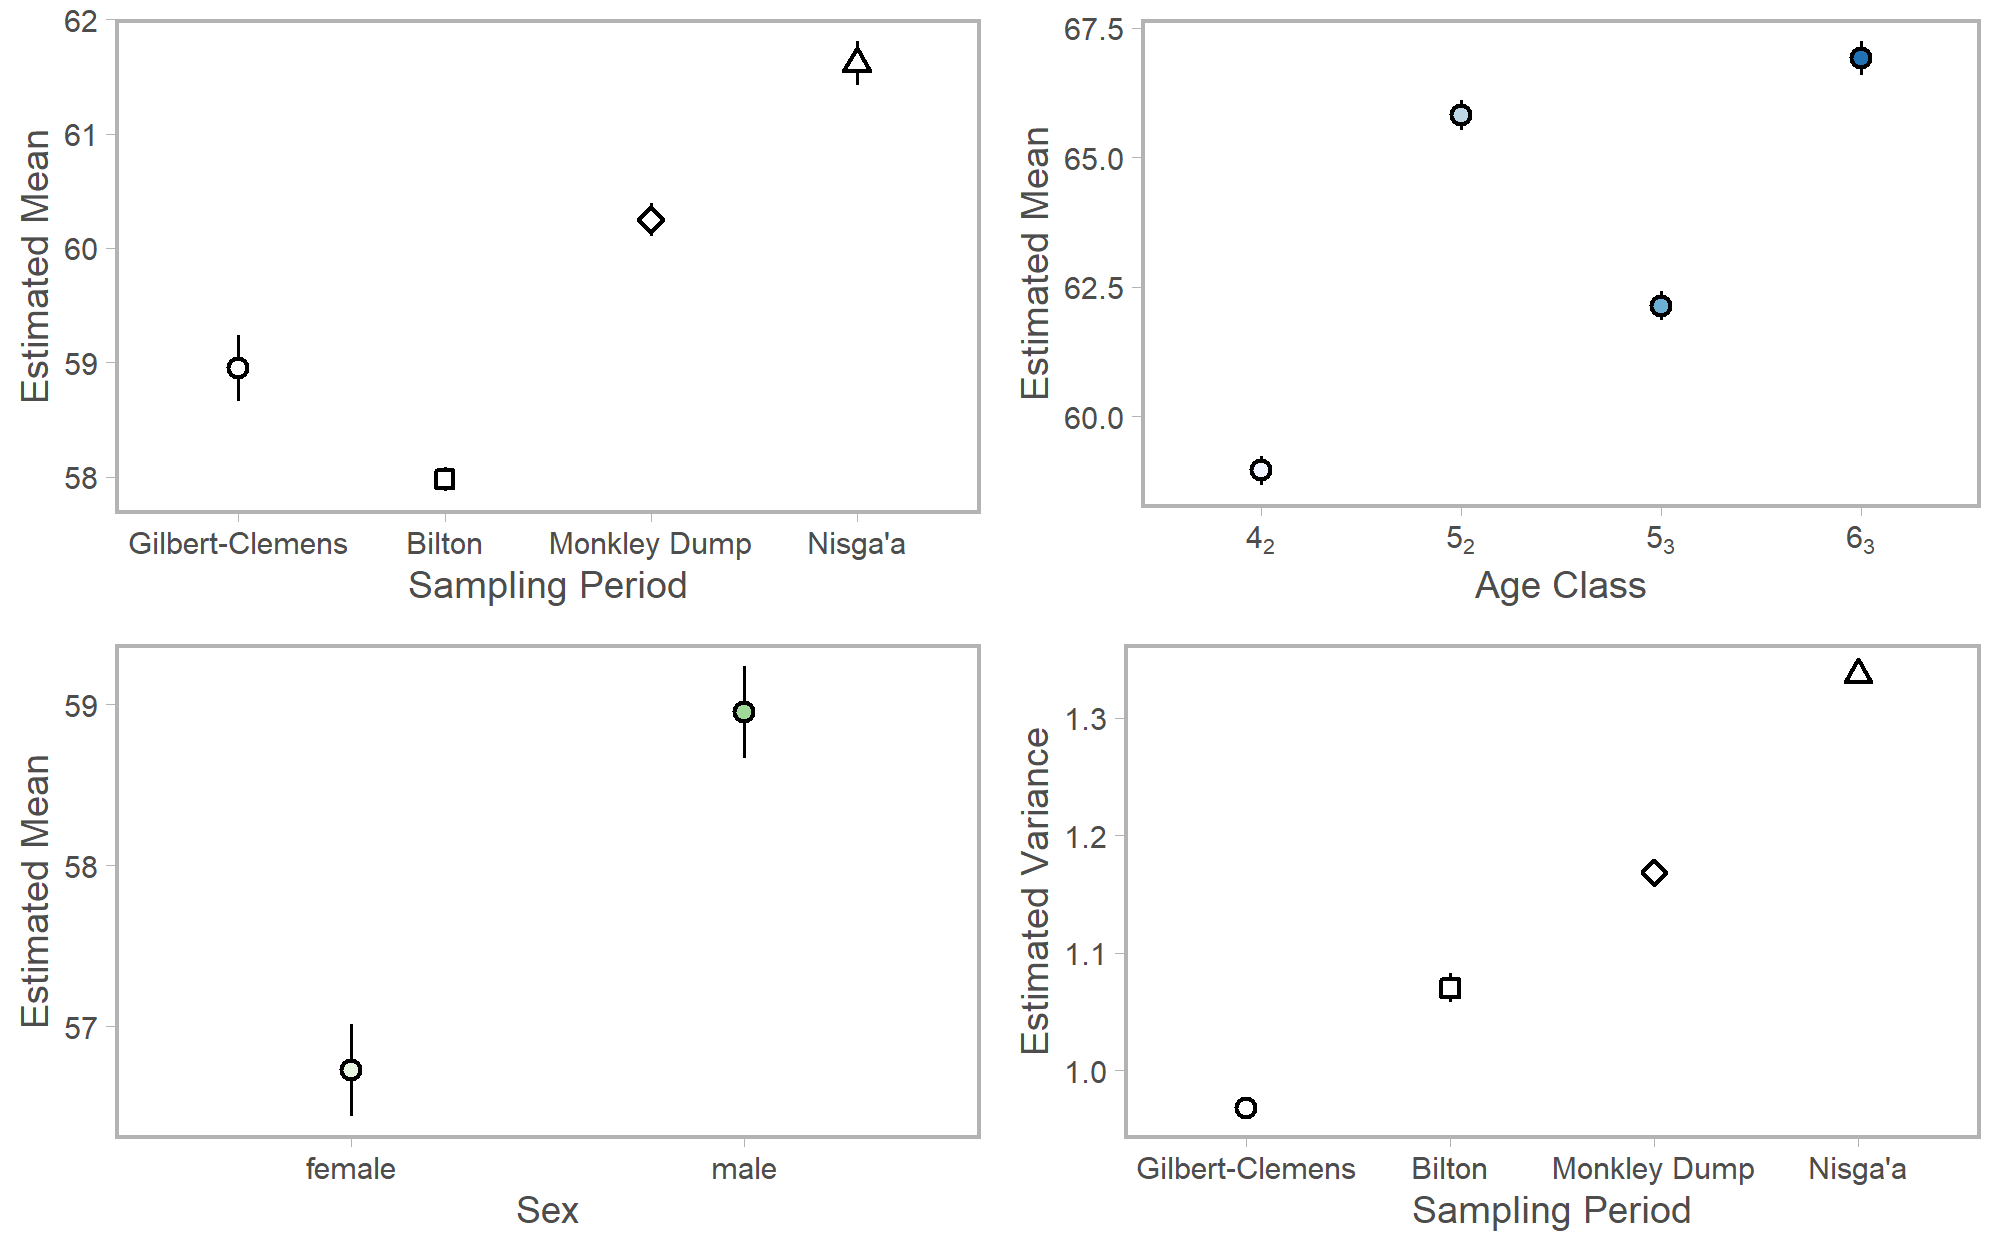 62
61
60
59
58
Estimated Mean
Gilbert-Clemens Bilton Monkley Dump Nisga'a
Sampling Period
67.5
65.0
62.5
60.0
Estimated Mean
4₂ 5₂ 5₃ 6₃
Age Class
59
58
57
Estimated Mean
female male
Sex
1.3
1.2
1.1
1.0
Estimated Variance
Gilbert-Clemens Bilton Monkley Dump Nisga'a
Sampling Period